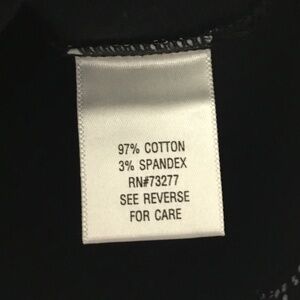 97% COTTON
3% SPANDEX
RN#73277
SEE REVERSE
FOR CARE